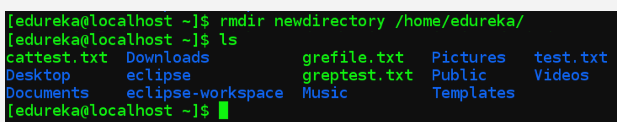 [edureka@localhost ~]$ rmdir newdirectory /home/edureka/
[edureka@localhost ~]$ ls
cattest.txt Downloads grefile.txt Pictures test.txt
Desktop eclipse greptest.txt Public Videos
Documents eclipse-workspace Music Templates
[edureka@localhost ~]$